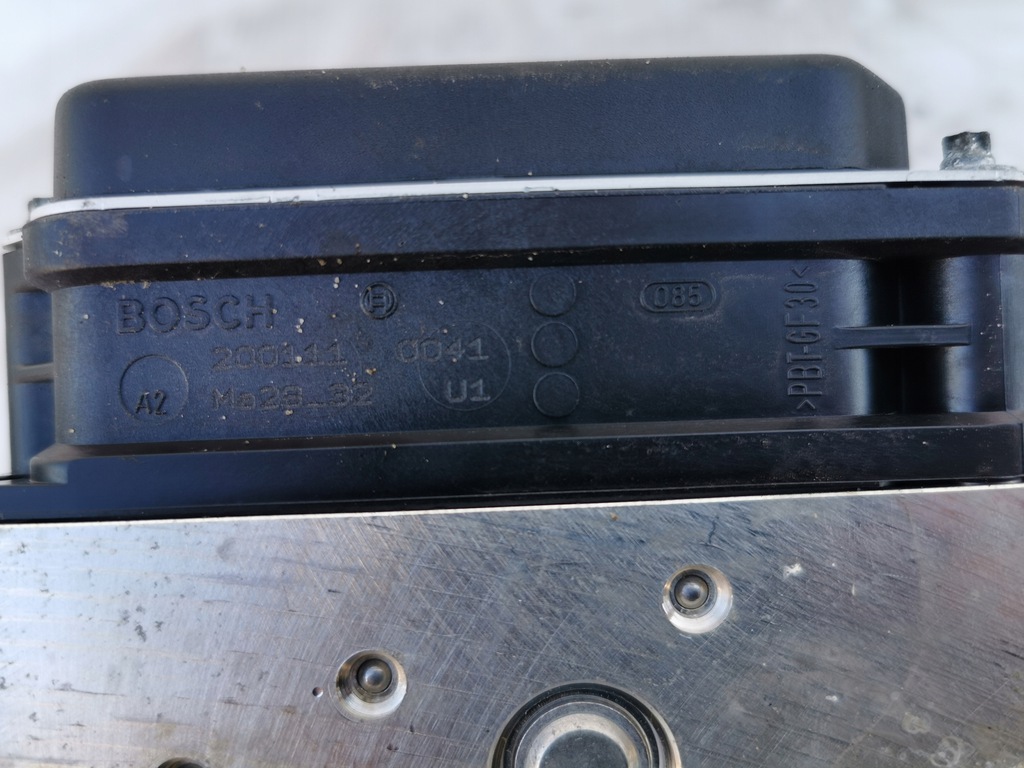 BOSCH
085
200111
0041
A2
Ma28_32
U1
>PBT-GF30<